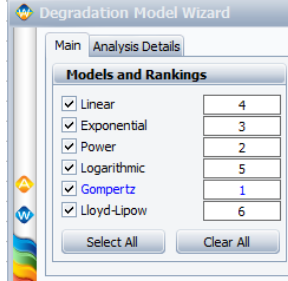 Degradation Model Wizard
Main Analysis Details
Models and Rankings
Linear 4
Exponential 3
Power 2
Logarithmic 5
Gompertz 1
Lloyd-Lipow 6
Select All Clear All